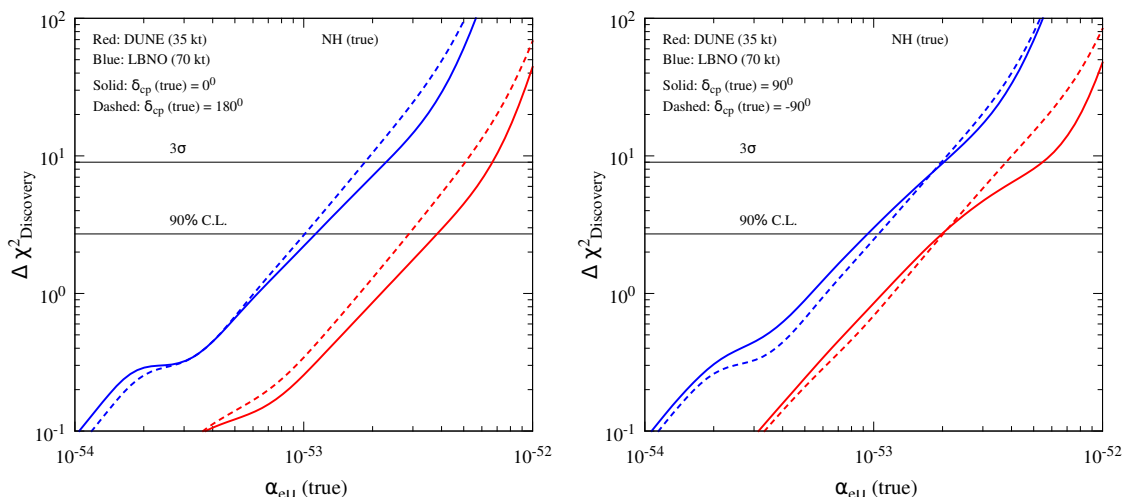 10²
10¹
10⁰
10⁻¹
Δ χ²Discovery
Red: DUNE (35 kt)
NH (true)
Blue: LBNO (70 kt)
Solid: δcp (true) = 0⁰
Dashed: δcp (true) = 180⁰
3σ
90% C.L.
10⁻⁵⁴
10⁻⁵³
10⁻⁵²
αeμ (true)
10²
10¹
10⁰
10⁻¹
Δ χ²Discovery
Red: DUNE (35 kt)
NH (true)
Blue: LBNO (70 kt)
Solid: δcp (true) = 90⁰
Dashed: δcp (true) = -90⁰
3σ
90% C.L.
10⁻⁵⁴
10⁻⁵³
10⁻⁵²
αeμ (true)